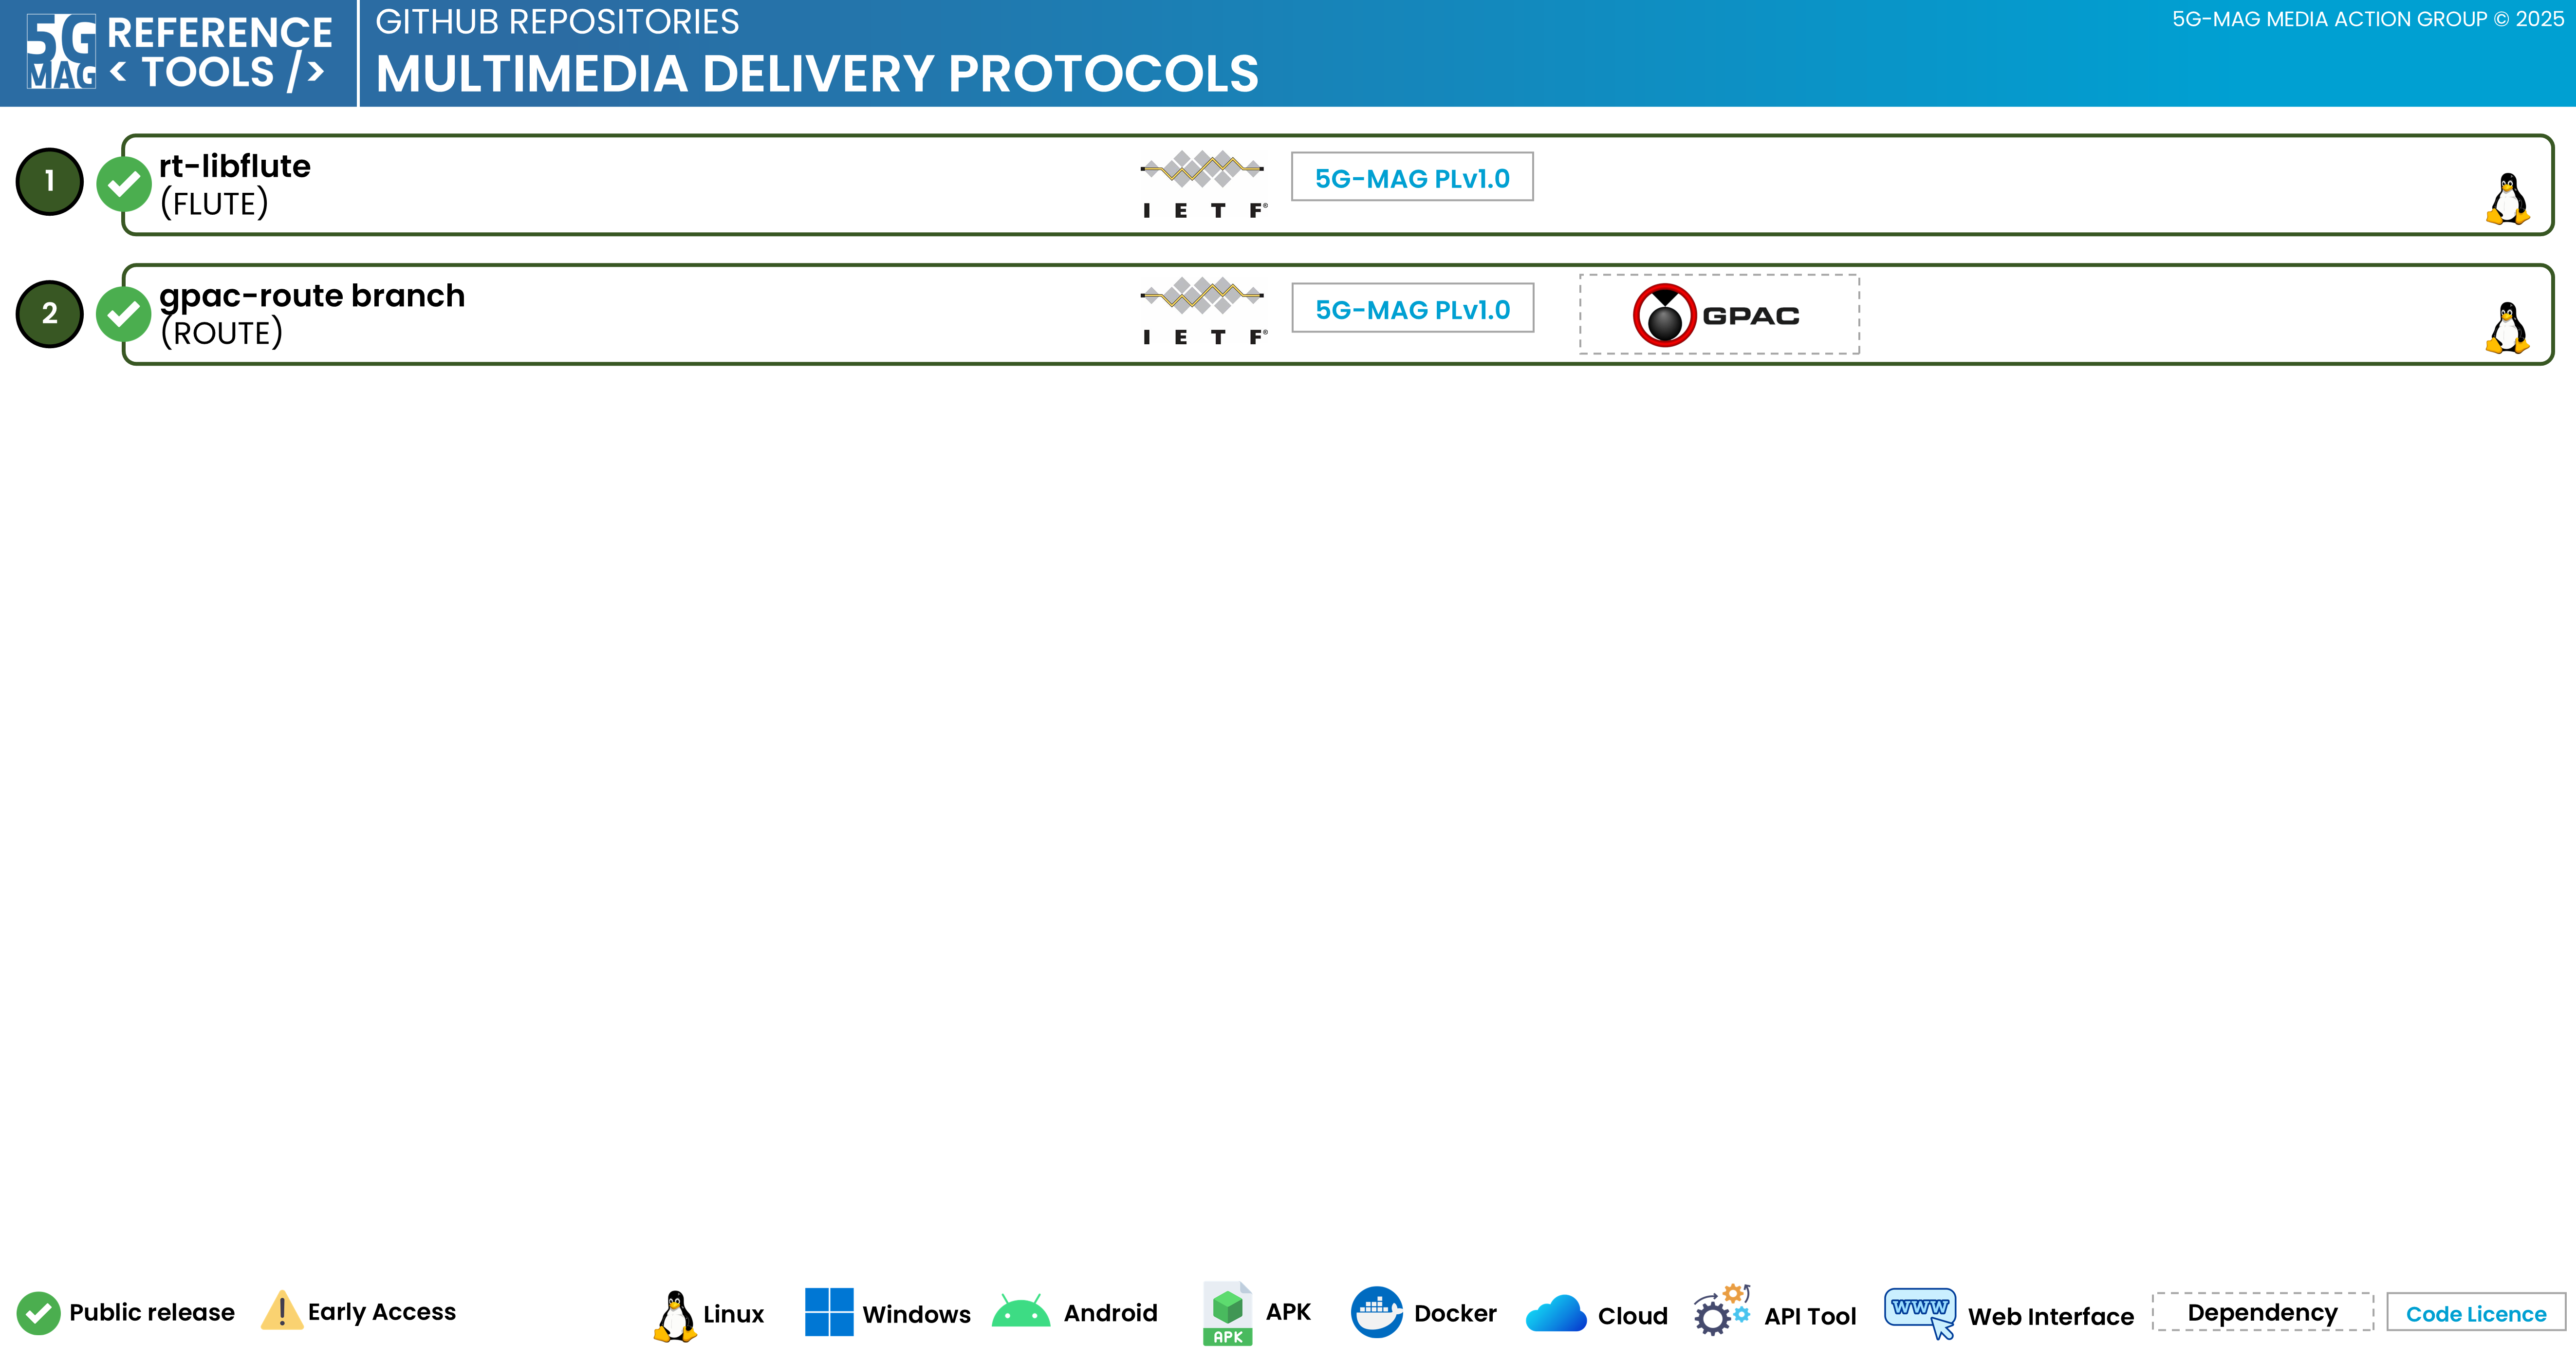 5G
MAG
REFERENCE
< TOOLS />
GITHUB REPOSITORIES
MULTIMEDIA DELIVERY PROTOCOLS
5G-MAG MEDIA ACTION GROUP © 2025
1
rt-libflute
(FLUTE)
I E T F®
5G-MAG PLv1.0
2
gpac-route branch
(ROUTE)
I E T F®
5G-MAG PLv1.0
GPAC
Public release
Early Access
Linux
Windows
Android
APK
APK
Docker
Cloud
API Tool
WWW
Web Interface
Dependency
Code Licence